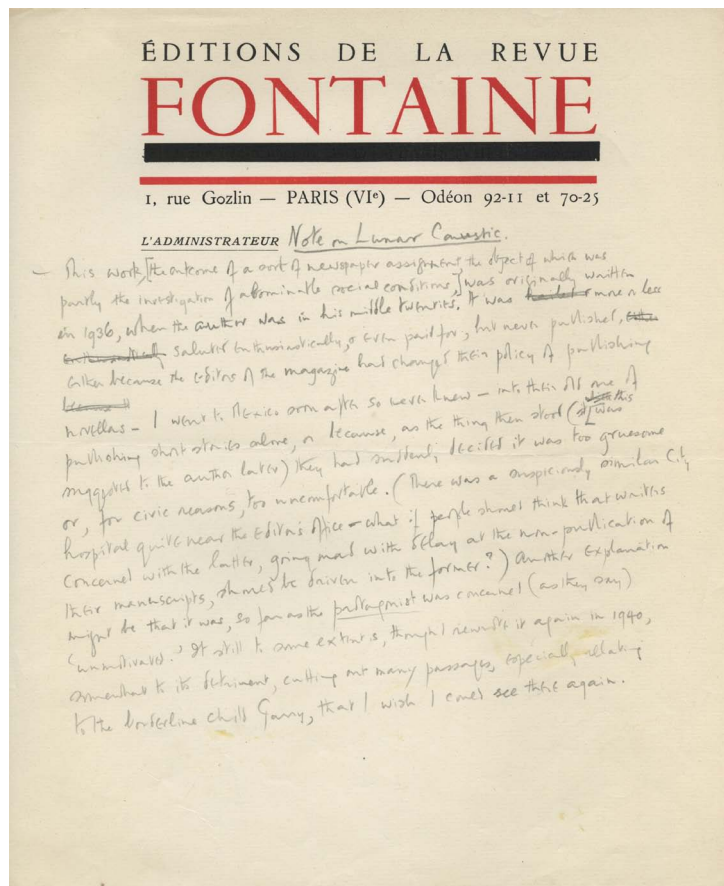 ÉDITIONS DE LA REVUE
FONTAINE
1, rue Gozlin — PARIS (VIe) — Odéon 92-11 et 70-25
L'ADMINISTRATEUR Note on Lunar Caustic.
— This work, [the outcome of a sort of newspaper assignment the object of which was
partly the investigation of abominable social conditions,] was originally written
in 1936, when the author was in his middle twenties. It was more or less
enthusiastically saluted enthusiastically, & even paid for, but never published, either
either because the editors of the magazine had changed their policy of publishing
because
novellas – I went to Mexico soon after so never knew – into their old one of
publishing short stories alone, or because, as the thing then stood (this was
suggested to the author later) they had suddenly decided it was too gruesome
or, for civic reasons, too uncomfortable. (There was a suspiciously similar City
hospital quite near the Editor's office – what if people should think that writers
concerned with the latter, going mad with delay at the non-publication of
their manuscripts, should be driven into the former?) Another explanation
might be that it was, so far as the protagonist was concerned (as they say)
'unmotivated.' It still to some extent is, though I rewrote it again in 1940,
somewhat to its detriment, cutting out many passages, especially relating
to the borderline child Garry, that I wish I could see there again.